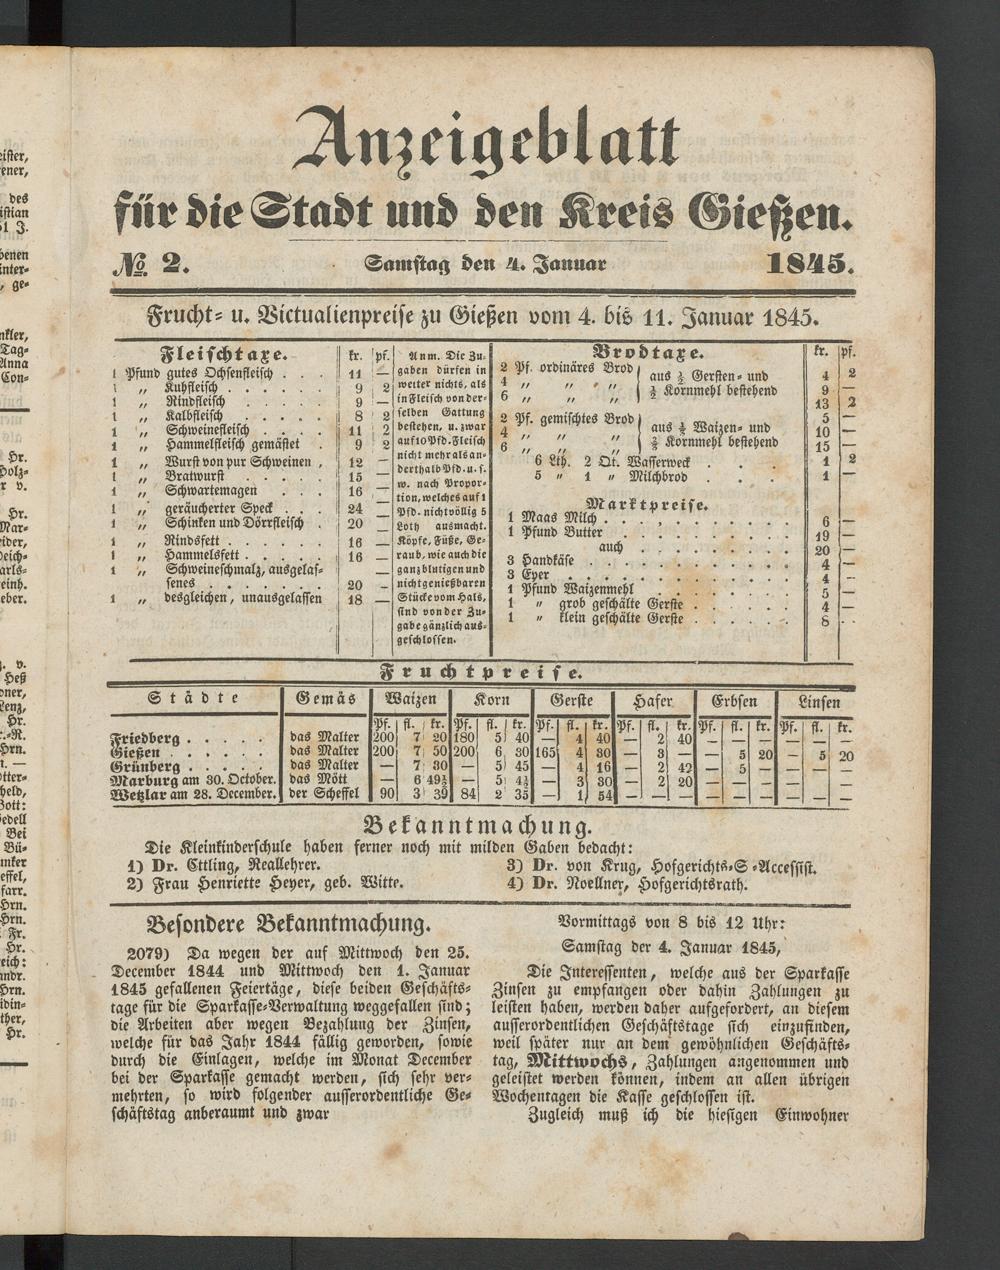 Anzeigeblatt
für die Stadt und den Kreis Gießen.
№ 2. Samstag den 4. Januar 1845.
Frucht- u. Victualienpreise zu Gießen vom 4. bis 11. Januar 1845.
Fleischtaxe. kr. pf.
1 Pfund gutes Ochsenfleisch . . . 11 —
1 „ Kuhfleisch . . . . . 9 2
1 „ Rindfleisch . . . . . 9 —
1 „ Kalbfleisch . . . . . 8 2
1 „ Schweinefleisch . . . . 11 2
1 „ Hammelfleisch gemästet . 9 2
1 „ Wurst von pur Schweinen , 12 —
1 „ Bratwurst . . . . . 15 —
1 „ Schwartemagen . . . 16 —
1 „ geräucherter Speck . . . 24 —
1 „ Schinken und Dörrfleisch . 20 —
1 „ Rindsfett . . . . . 16 —
1 „ Hammelsfett . . . . . 16 —
1 „ Schweineschmalz, ausgelas-
senes . . . . . 20 –
1 „ desgleichen, unausgelassen 18 —
Anm. Die Zu-
gaben dürfen in
weiter nichts, als
in Fleisch von der-
selben Gattung
bestehen, u. zwar
auf 10 Pfd. Fleisch
nicht mehr als an-
derthalb Pfd. u. s.
w. nach Propor-
tion, welches auf 1
Pfd. nicht völlig 5
Loth ausmacht.
Köpfe, Füße, Ge-
raub, wie auch die
ganz blutigen und
nicht genießbaren
Stücke vom Hals,
sind von der Zu-
gabe gänzlich aus-
geschlossen.
Brodtaxe. kr. pf.
2 Pf. ordinäres Brod aus ½ Gersten- und 4 2
4 „ „ „ ½ Kornmehl bestehend 9 —
6 „ „ „ 13 2
2 Pf. gemischtes Brod 5 —
4 „ „ „ aus Waizen- und 10 —
6 „ „ „ Kornmehl bestehend 15 —
6 Lth. 2 Qt. Wasserweck . . . 1 2
5 „ 1 „ Milchbrod . . . 1 —
Marktpreise.
1 Maas Milch . . . . . . . . . 6 —
1 Pfund Butter . . . . . . . . . 19 —
auch . . . . . . . . 20 —
3 Handkäse . . . . . . . . . . 4 —
3 Eyer . . . . . . . . . . . 4 —
1 Pfund Waizenmehl . . . . . . . 5 —
1 „ grob geschälte Gerste . . . . . 4 —
1 „ klein geschälte Gerste . . . . . 8 —
Fruchtpreise.
Städte Gemäs Waizen Korn Gerste Hafer Erbsen Linsen
Pf. fl. kr. Pf. fl. kr. Pf. fl. kr. Pf. fl. kr. Pf. fl. kr. Pf. fl. kr.
Friedberg . . . . . das Malter 200 7 20 180 5 40 — 4 40 — 2 40 — — — — — —
Gießen . . . . . das Malter 200 7 50 200 6 30 165 4 30 — 3 — — 5 20 — 5 20
Grünberg . . . . . das Malter — 7 30 — 5 45 — 4 16 — 2 42 — 5 — — — —
Marburg am 30. October. das Mött — 6 49½ — 5 4½ — 3 30 — 2 20 — — — — — —
Wetzlar am 28. December. der Scheffel 90 3 39 84 2 35 — 1 54 — — — — — — — — —
Bekanntmachung.
Die Kleinkinderschule haben ferner noch mit milden Gaben bedacht:
1) Dr. Ettling, Reallehrer. 3) Dr. von Krug, Hofgerichts-S-Accessist.
2) Frau Henriette Heyer, geb. Witte. 4) Dr. Noellner, Hofgerichtsrath.
Besondere Bekanntmachung.
2079) Da wegen der auf Mittwoch den 25.
December 1844 und Mittwoch den 1. Januar
1845 gefallenen Feiertäge, diese beiden Geschäfts-
tage für die Sparkasse-Verwaltung weggefallen sind;
die Arbeiten aber wegen Bezahlung der Zinsen,
welche für das Jahr 1844 fällig geworden, sowie
durch die Einlagen, welche im Monat December
bei der Sparkasse gemacht werden, sich sehr ver-
mehrten, so wird folgender ausserordentliche Ge-
schäftstag anberaumt und zwar
Vormittags von 8 bis 12 Uhr:
Samstag der 4. Januar 1845,
Die Interessenten, welche aus der Sparkasse
Zinsen zu empfangen oder dahin Zahlungen zu
leisten haben, werden daher aufgefordert, an diesem
ausserordentlichen Geschäftstage sich einzufinden,
weil später nur an dem gewöhnlichen Geschäfts-
tag, Mittwochs, Zahlungen angenommen und
geleistet werden können, indem an allen übrigen
Wochentagen die Kasse geschlossen ist.
Zugleich muß ich die hiesigen Einwohner